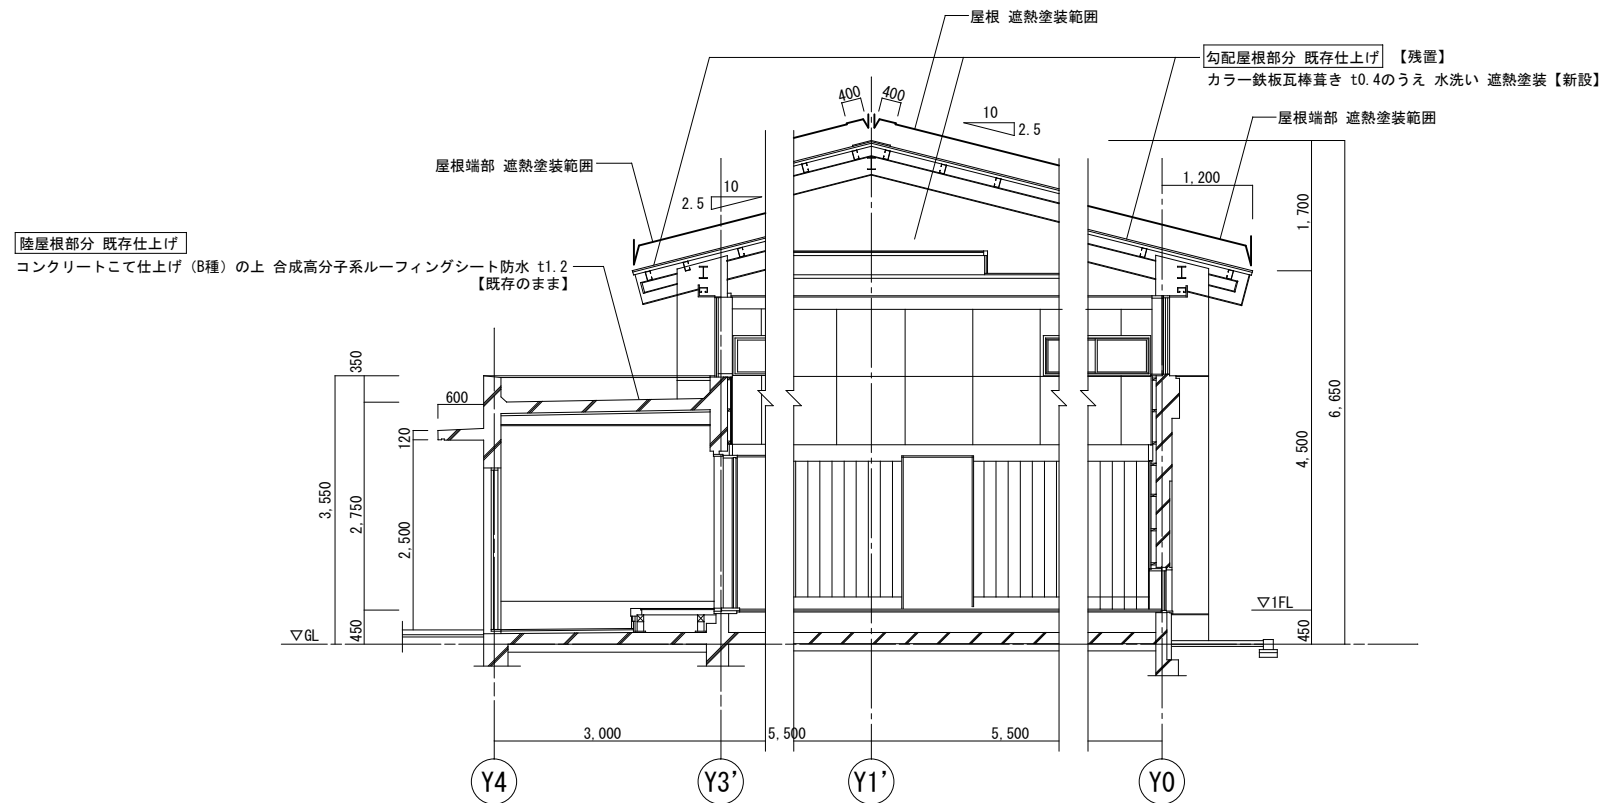 屋根 遮熱塗装範囲
勾配屋根部分 既存仕上げ 【残置】
カラー鉄板瓦棒葺き t0.4のうえ 水洗い 遮熱塗装【新設】
400
400
10
2.5
屋根端部 遮熱塗装範囲
屋根端部 遮熱塗装範囲
1,200
10
2.5
1,700
陸屋根部分 既存仕上げ
コンクリートこて仕上げ（B種）の上 合成高分子系ルーフィングシート防水 t1.2
【既存のまま】
350
600
120
3,550
2,750
2,500
450
6,650
4,500
450
▽GL
▽1FL
3,000
5,500
5,500
Y4
Y3'
Y1'
Y0